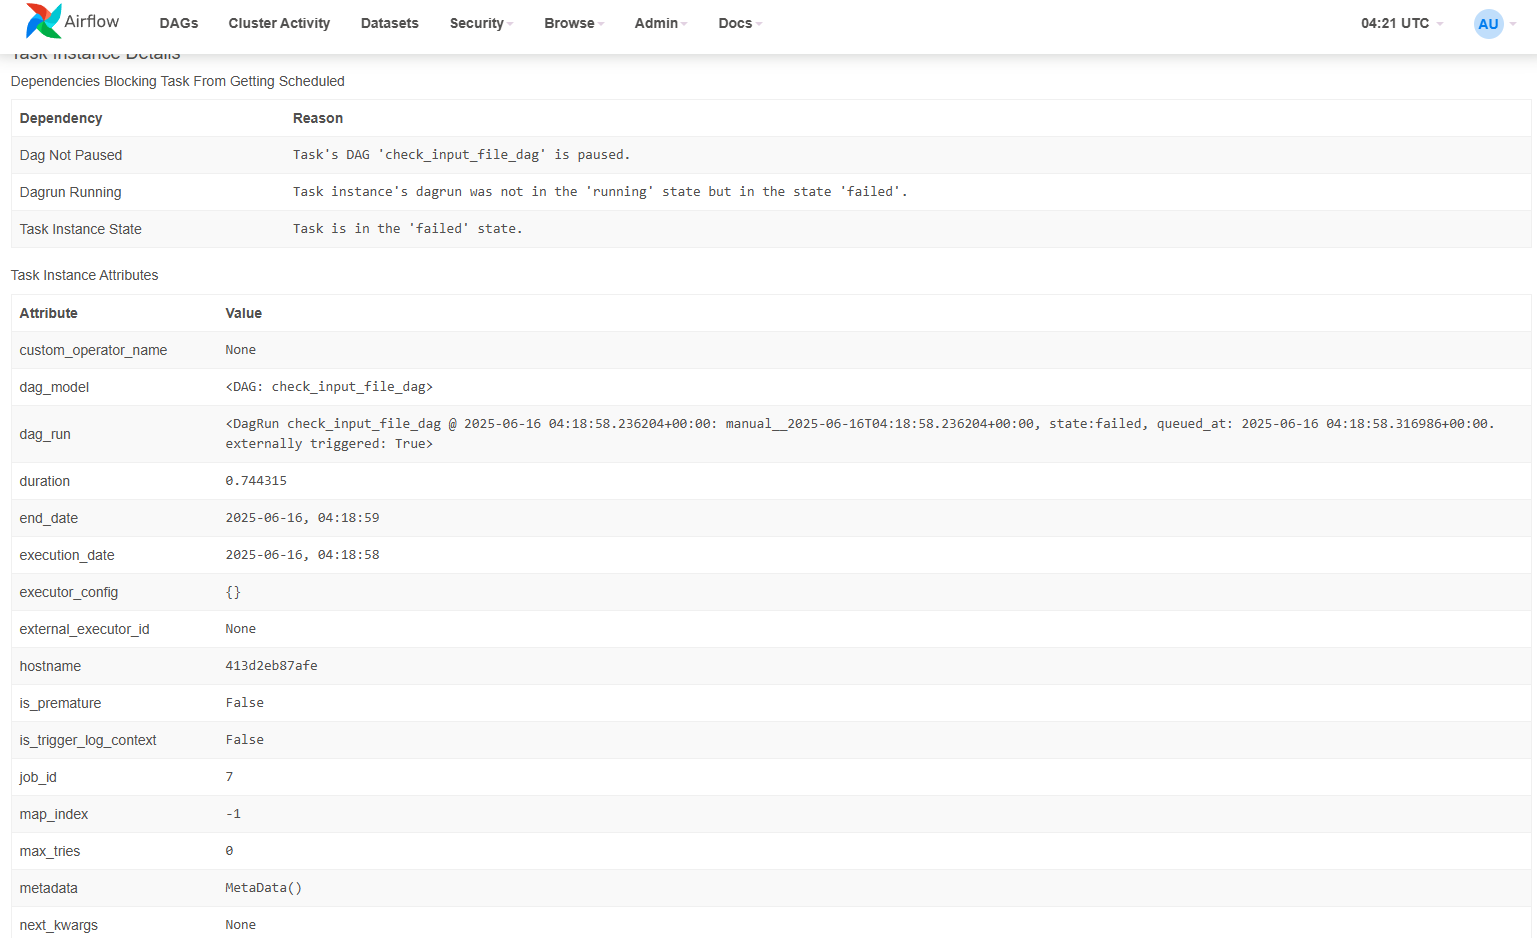 Airflow DAGs Cluster Activity Datasets Security Browse Admin Docs 04:21 UTC AU
Task Instance Details
Dependencies Blocking Task From Getting Scheduled
Dependency Reason
Dag Not Paused Task's DAG 'check_input_file_dag' is paused.
Dagrun Running Task instance's dagrun was not in the 'running' state but in the state 'failed'.
Task Instance State Task is in the 'failed' state.
Task Instance Attributes
Attribute Value
custom_operator_name None
dag_model <DAG: check_input_file_dag>
dag_run <DagRun check_input_file_dag @ 2025-06-16 04:18:58.236204+00:00: manual__2025-06-16T04:18:58.236204+00:00, state:failed, queued_at: 2025-06-16 04:18:58.316986+00:00.
externally triggered: True>
duration 0.744315
end_date 2025-06-16, 04:18:59
execution_date 2025-06-16, 04:18:58
executor_config {}
external_executor_id None
hostname 413d2eb87afe
is_premature False
is_trigger_log_context False
job_id 7
map_index -1
max_tries 0
metadata MetaData()
next_kwargs None